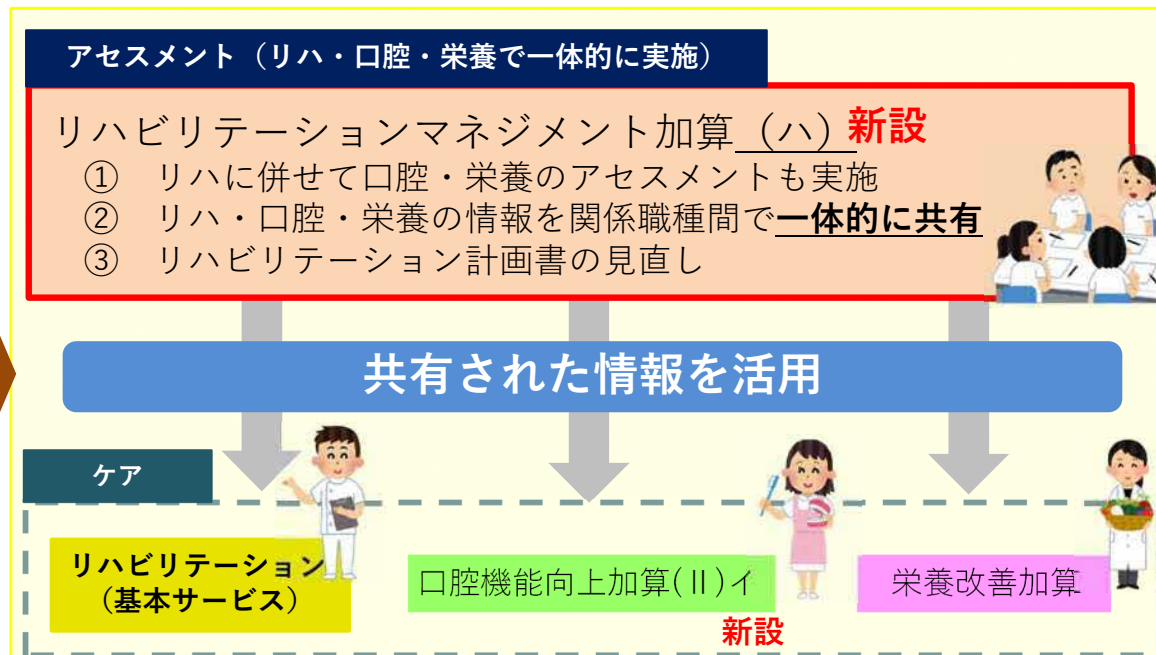 アセスメント（リハ・口腔・栄養で一体的に実施）
リハビリテーションマネジメント加算（ハ）新設
① リハに併せて口腔・栄養のアセスメントも実施
② リハ・口腔・栄養の情報を関係職種間で一体的に共有
③ リハビリテーション計画書の見直し
共有された情報を活用
ケア
リハビリテーション
（基本サービス）
口腔機能向上加算(Ⅱ)イ
新設
栄養改善加算